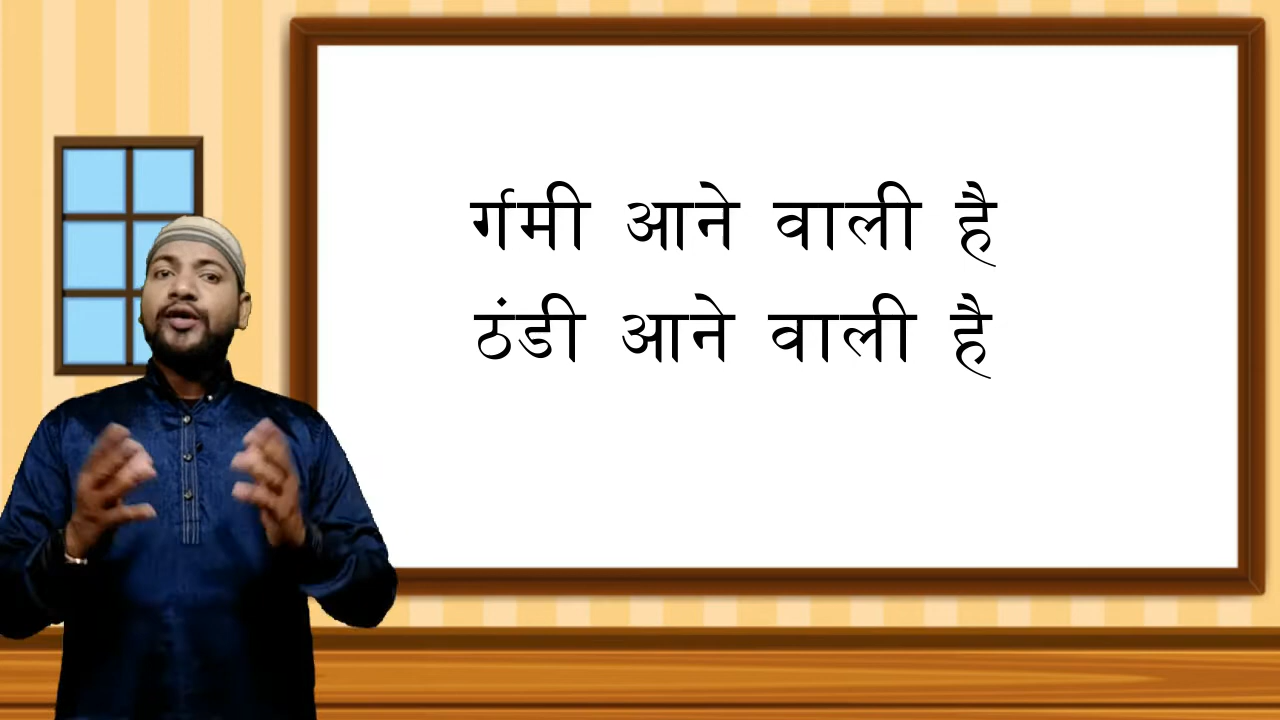 र्गमी आने वाली है
ठंडी आने वाली है